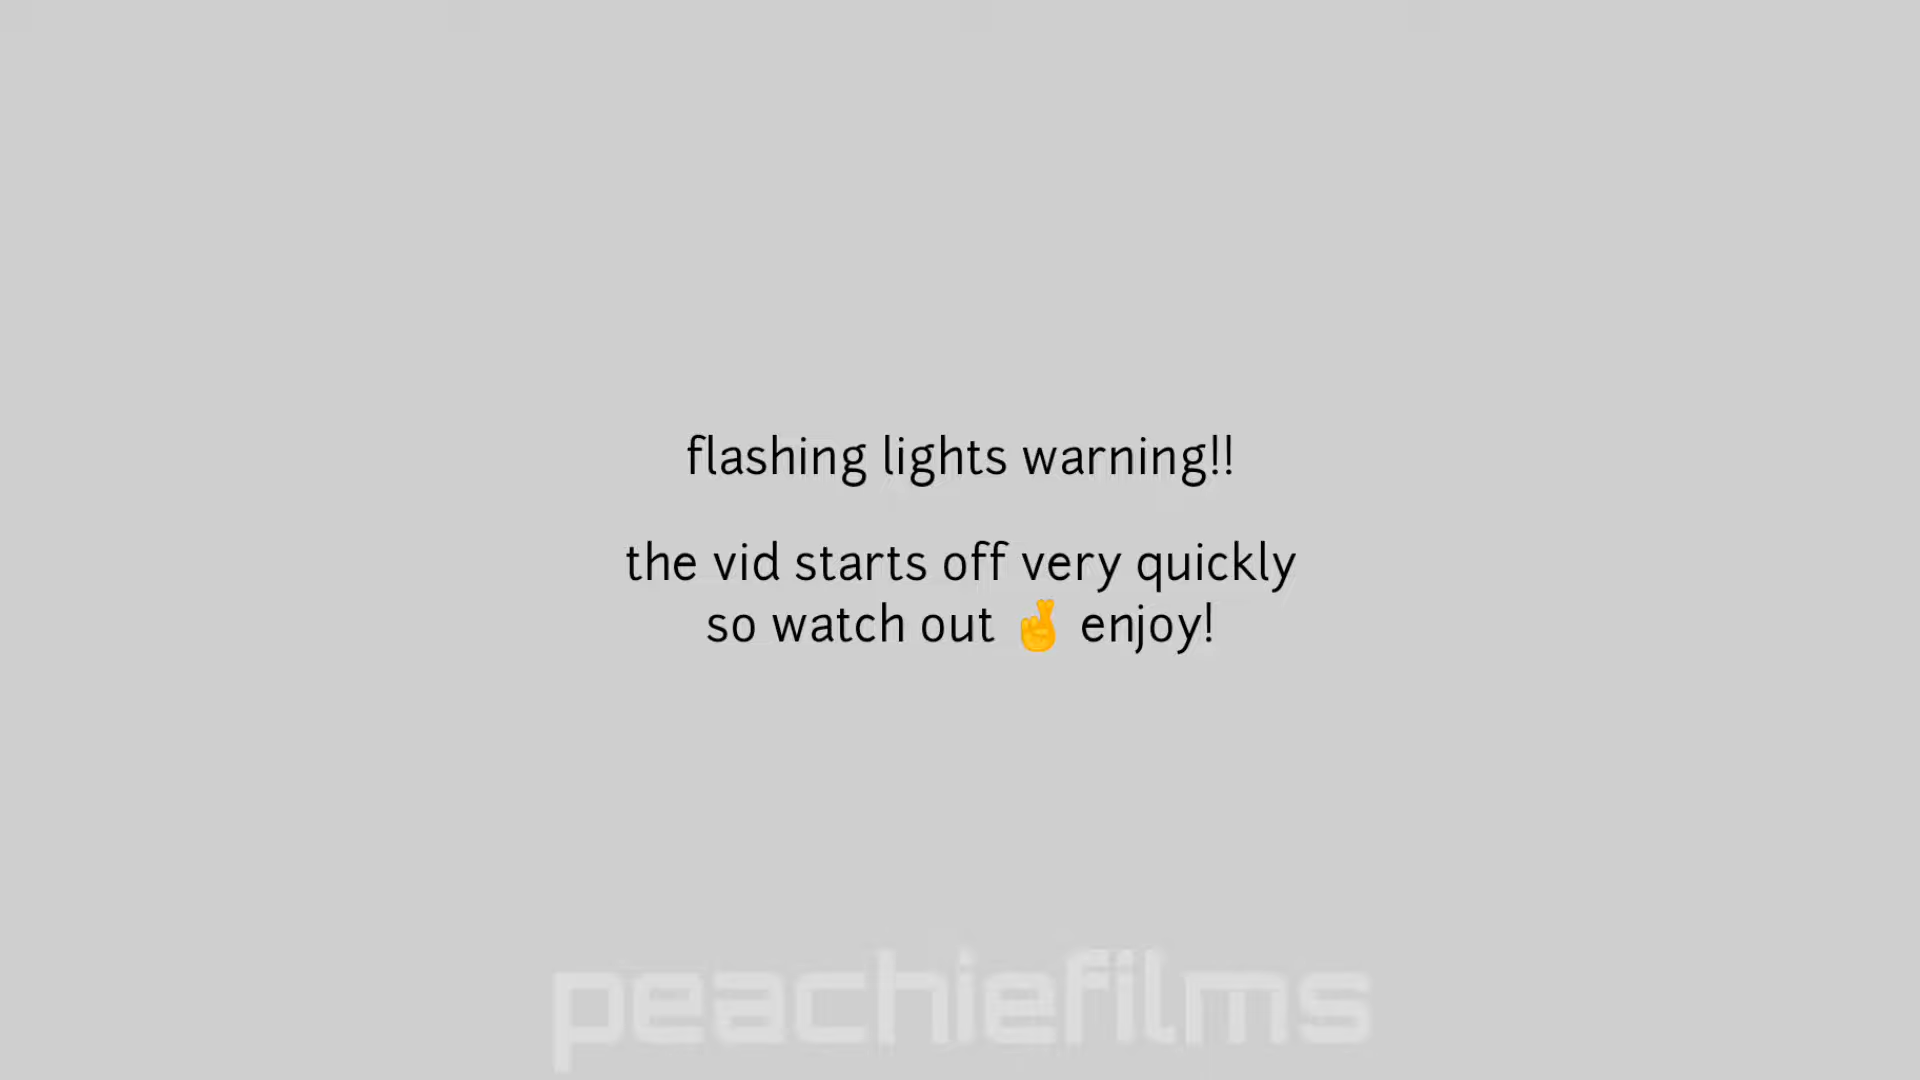 flashing lights warning!!
the vid starts off very quickly
so watch out 🤞 enjoy!
peachiefilms